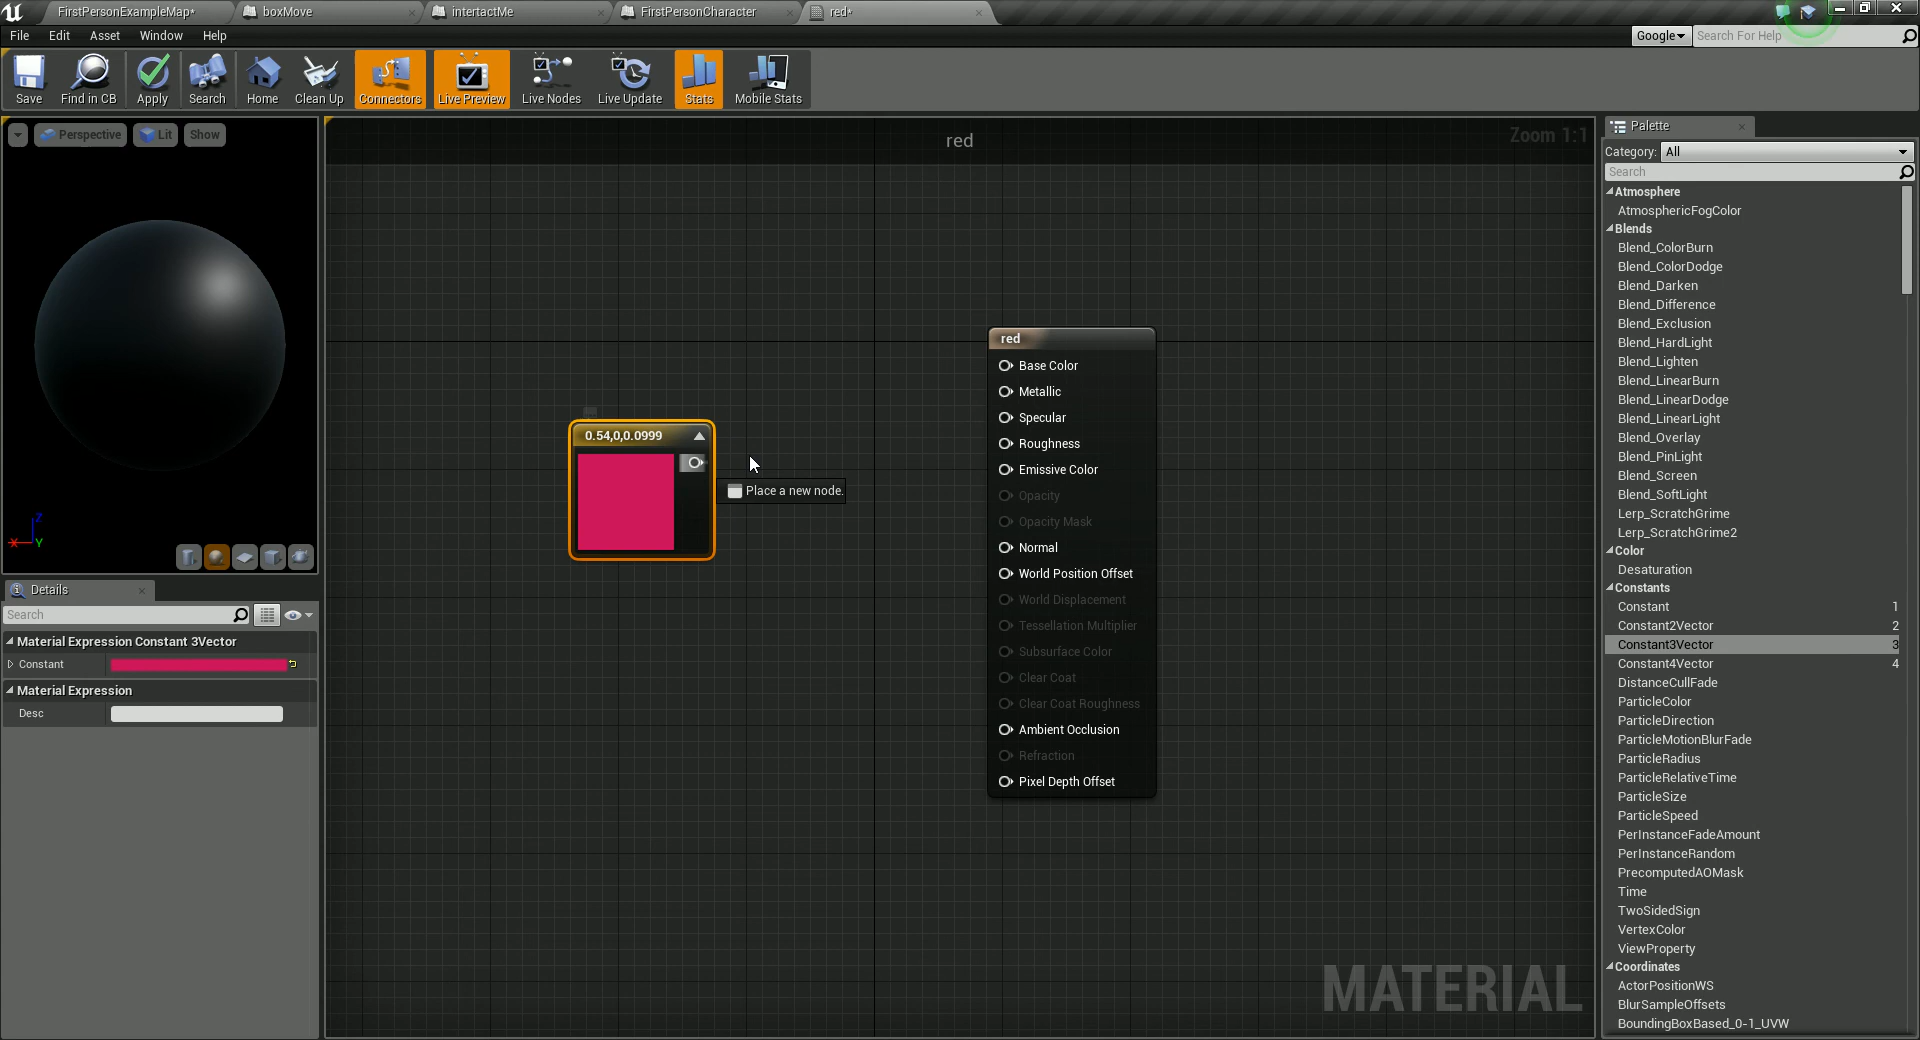 FirstPersonExampleMap*
boxMove
intertactMe
FirstPersonCharacter
red*
File Edit Asset Window Help
Google
Search For Help
Save
Find in CB
Apply
Search
Home
Clean Up
Connectors
Live Preview
Live Nodes
Live Update
Stats
Mobile Stats
Perspective
Lit
Show
Z
X
Y
Details
Search
Material Expression Constant 3Vector
Constant
Material Expression
Desc
red
Zoom 1:1
0.54,0,0.0999
Place a new node.
red
Base Color
Metallic
Specular
Roughness
Emissive Color
Opacity
Opacity Mask
Normal
World Position Offset
World Displacement
Tessellation Multiplier
Subsurface Color
Clear Coat
Clear Coat Roughness
Ambient Occlusion
Refraction
Pixel Depth Offset
MATERIAL
Palette
Category: All
Search
Atmosphere
AtmosphericFogColor
Blends
Blend_ColorBurn
Blend_ColorDodge
Blend_Darken
Blend_Difference
Blend_Exclusion
Blend_HardLight
Blend_Lighten
Blend_LinearBurn
Blend_LinearDodge
Blend_LinearLight
Blend_Overlay
Blend_PinLight
Blend_Screen
Blend_SoftLight
Lerp_ScratchGrime
Lerp_ScratchGrime2
Color
Desaturation
Constants
Constant 1
Constant2Vector 2
Constant3Vector 3
Constant4Vector 4
DistanceCullFade
ParticleColor
ParticleDirection
ParticleMotionBlurFade
ParticleRadius
ParticleRelativeTime
ParticleSize
ParticleSpeed
PerInstanceFadeAmount
PerInstanceRandom
PrecomputedAOMask
Time
TwoSidedSign
VertexColor
ViewProperty
Coordinates
ActorPositionWS
BlurSampleOffsets
BoundingBoxBased_0-1_UVW